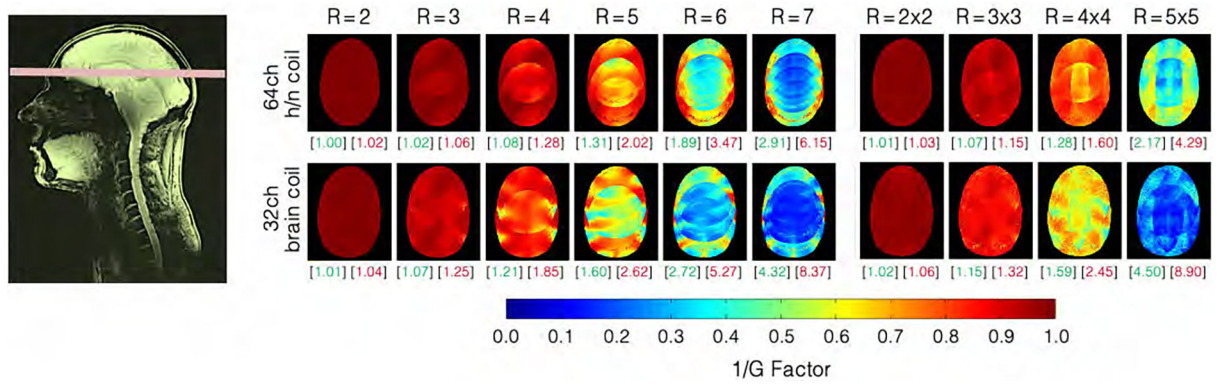 R=2 R=3 R=4 R=5 R=6 R=7 R=2x2 R=3x3 R=4x4 R=5x5
64ch
h/n coil
[1.00] [1.02] [1.02] [1.06] [1.08] [1.28] [1.31] [2.02] [1.89] [3.47] [2.91] [6.15] [1.01] [1.03] [1.07] [1.15] [1.28] [1.60] [2.17] [4.29]
32ch
brain coil
[1.01] [1.04] [1.07] [1.25] [1.21] [1.85] [1.60] [2.62] [2.72] [5.27] [4.32] [8.37] [1.02] [1.06] [1.15] [1.32] [1.59] [2.45] [4.50] [8.90]
0.0 0.1 0.2 0.3 0.4 0.5 0.6 0.7 0.8 0.9 1.0
1/G Factor